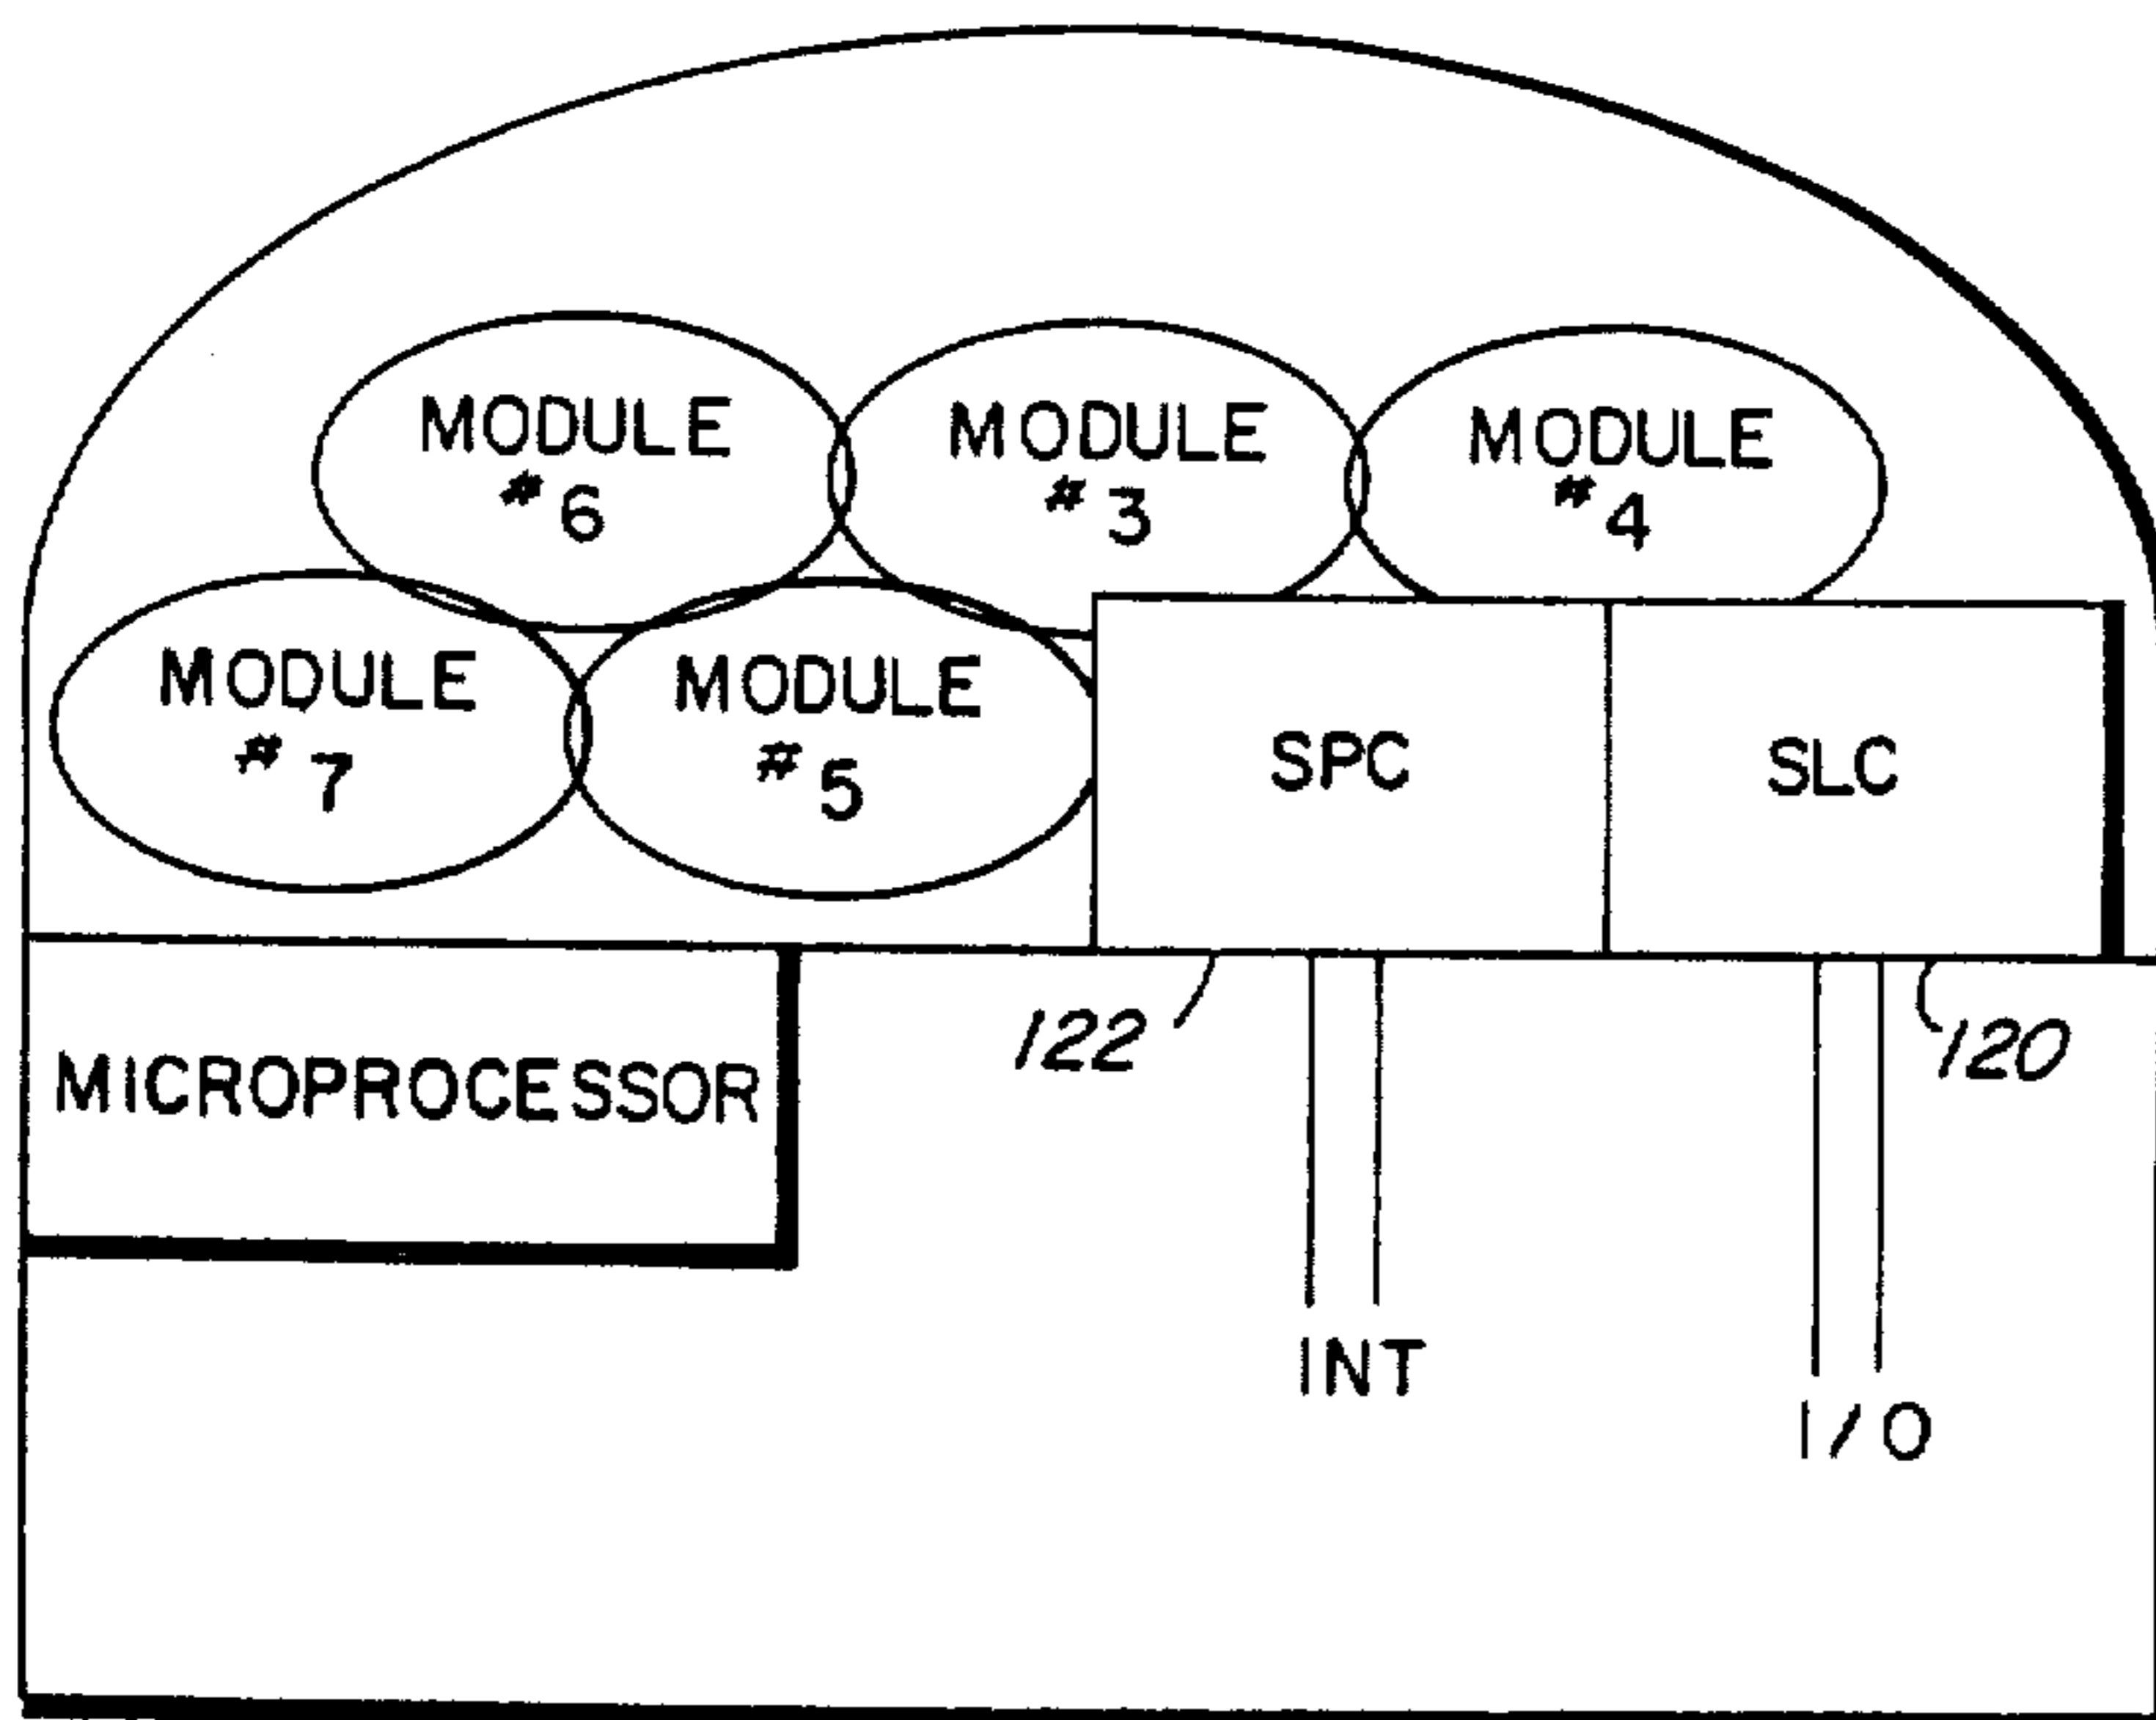 MODULE
#6
MODULE
#3
MODULE
#4
MODULE
#7
MODULE
#5
SPC
SLC
122
120
MICROPROCESSOR
INT
I/O